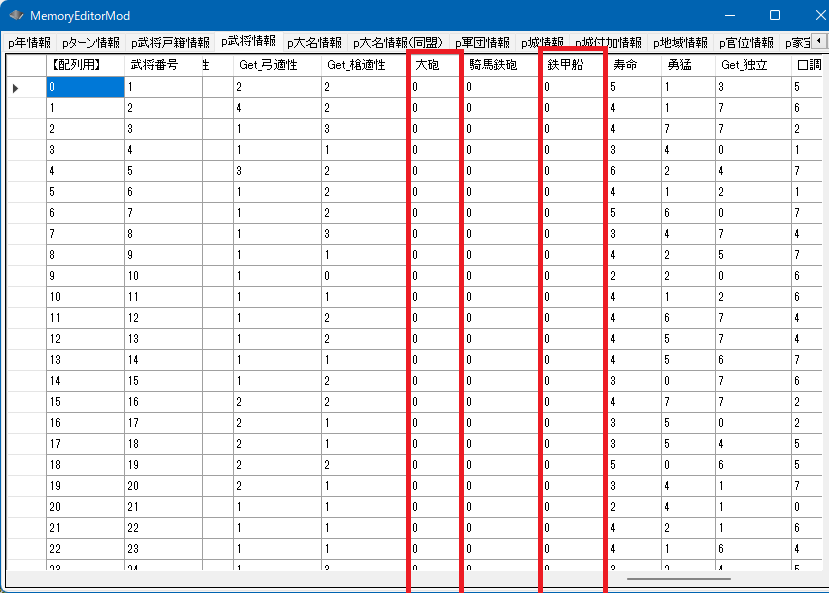 MemoryEditorMod
p年情報 pターン情報 p武将戸籍情報 p武将情報 p大名情報 p大名情報(同盟) p軍団情報 p城情報 p城付加情報 p地域情報 p官位情報 p家宝
【配列用】 武将番号 性 Get_弓適性 Get_槍適性 大砲 騎馬鉄砲 鉄甲船 寿命 勇猛 Get_独立 口調
0 1 2 2 0 0 0 5 1 3 5
1 2 4 2 0 0 0 4 1 7 6
2 3 1 3 0 0 0 4 7 7 2
3 4 1 1 0 0 0 3 4 0 1
4 5 3 2 0 0 0 6 2 4 7
5 6 1 2 0 0 0 4 1 2 1
6 7 1 2 0 0 0 5 6 0 7
7 8 1 3 0 0 0 3 4 7 4
8 9 1 1 0 0 0 4 2 5 7
9 10 1 0 0 0 0 2 2 0 6
10 11 1 1 0 0 0 4 1 2 6
11 12 1 2 0 0 0 4 6 7 4
12 13 1 2 0 0 0 4 5 7 4
13 14 1 1 0 0 0 4 5 6 7
14 15 1 2 0 0 0 3 0 7 6
15 16 2 2 0 0 0 4 7 7 2
16 17 2 1 0 0 0 3 5 0 2
17 18 2 1 0 0 0 3 5 4 5
18 19 2 2 0 0 0 5 0 6 5
19 20 2 1 0 0 0 3 4 1 7
20 21 1 1 0 0 0 2 4 1 0
21 22 1 1 0 0 0 4 2 1 6
22 23 1 1 0 0 0 4 1 6 4
23 24 1 0 0 0